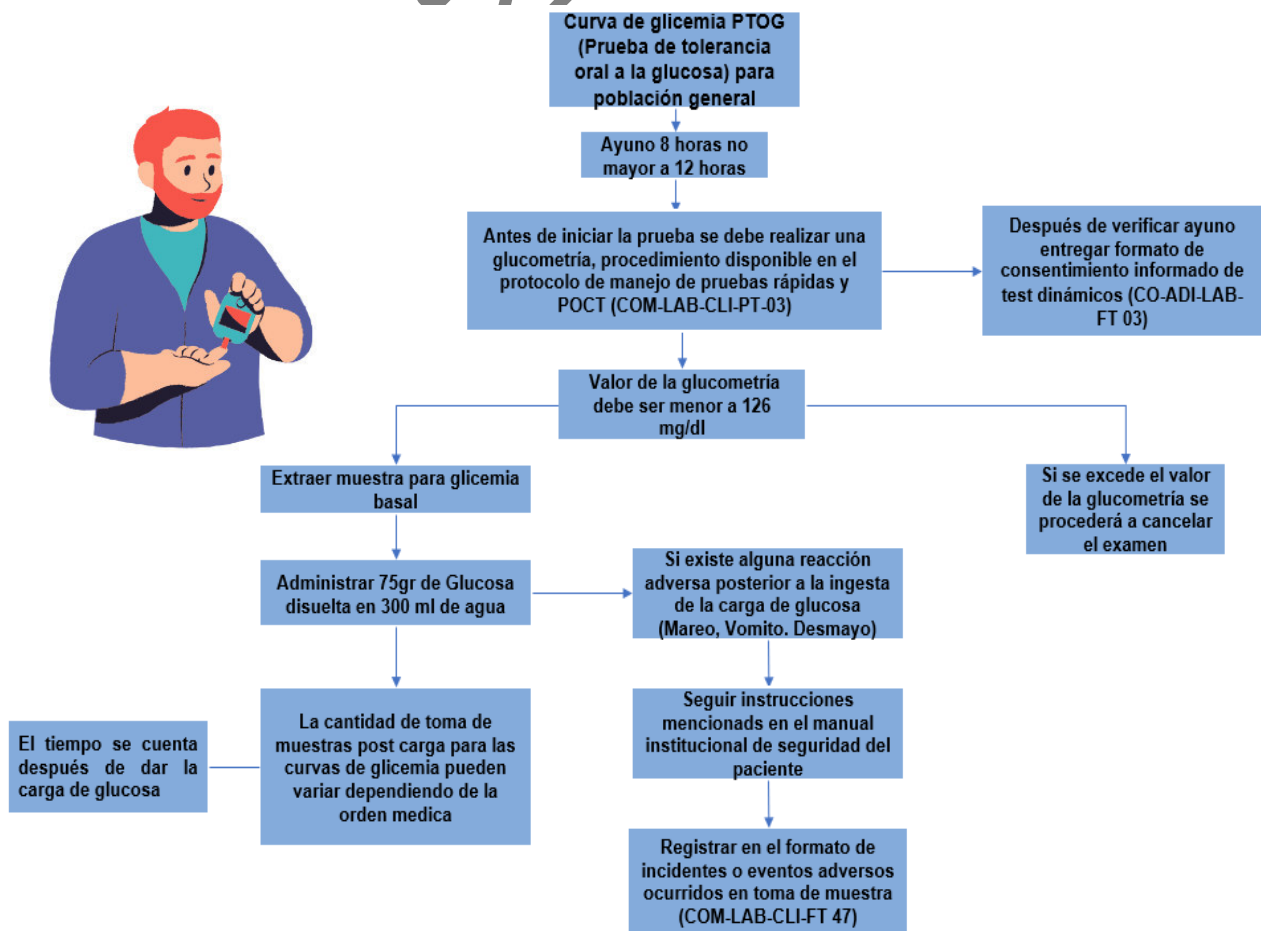 Curva de glicemia PTOG
(Prueba de tolerancia
oral a la glucosa) para
población general
Ayuno 8 horas no
mayor a 12 horas
Antes de iniciar la prueba se debe realizar una
glucometría, procedimiento disponible en el
protocolo de manejo de pruebas rápidas y
POCT (COM-LAB-CLI-PT-03)
Después de verificar ayuno
entregar formato de
consentimiento informado de
test dinámicos (CO-ADI-LAB-
FT 03)
Valor de la glucometría
debe ser menor a 126
mg/dl
Extraer muestra para glicemia
basal
Si se excede el valor
de la glucometría se
procederá a cancelar
el examen
Administrar 75gr de Glucosa
disuelta en 300 ml de agua
Si existe alguna reacción
adversa posterior a la ingesta
de la carga de glucosa
(Mareo, Vomito. Desmayo)
La cantidad de toma de
muestras post carga para las
curvas de glicemia pueden
variar dependiendo de la
orden medica
El tiempo se cuenta
después de dar la
carga de glucosa
Seguir instrucciones
mencionads en el manual
institucional de seguridad del
paciente
Registrar en el formato de
incidentes o eventos adversos
ocurridos en toma de muestra
(COM-LAB-CLI-FT 47)